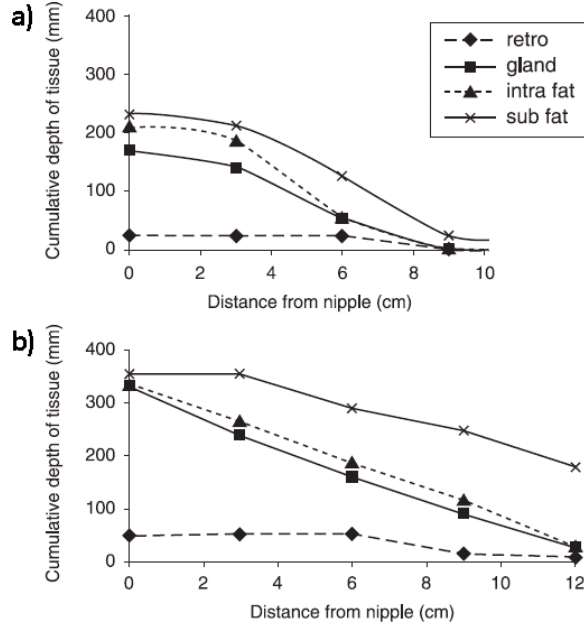 a)
Cumulative depth of tissue (mm)
400
300
200
100
0
0 2 4 6 8 10
Distance from nipple (cm)
retro
gland
intra fat
sub fat
b)
Cumulative depth of tissue (mm)
400
300
200
100
0
0 2 4 6 8 10 12
Distance from nipple (cm)